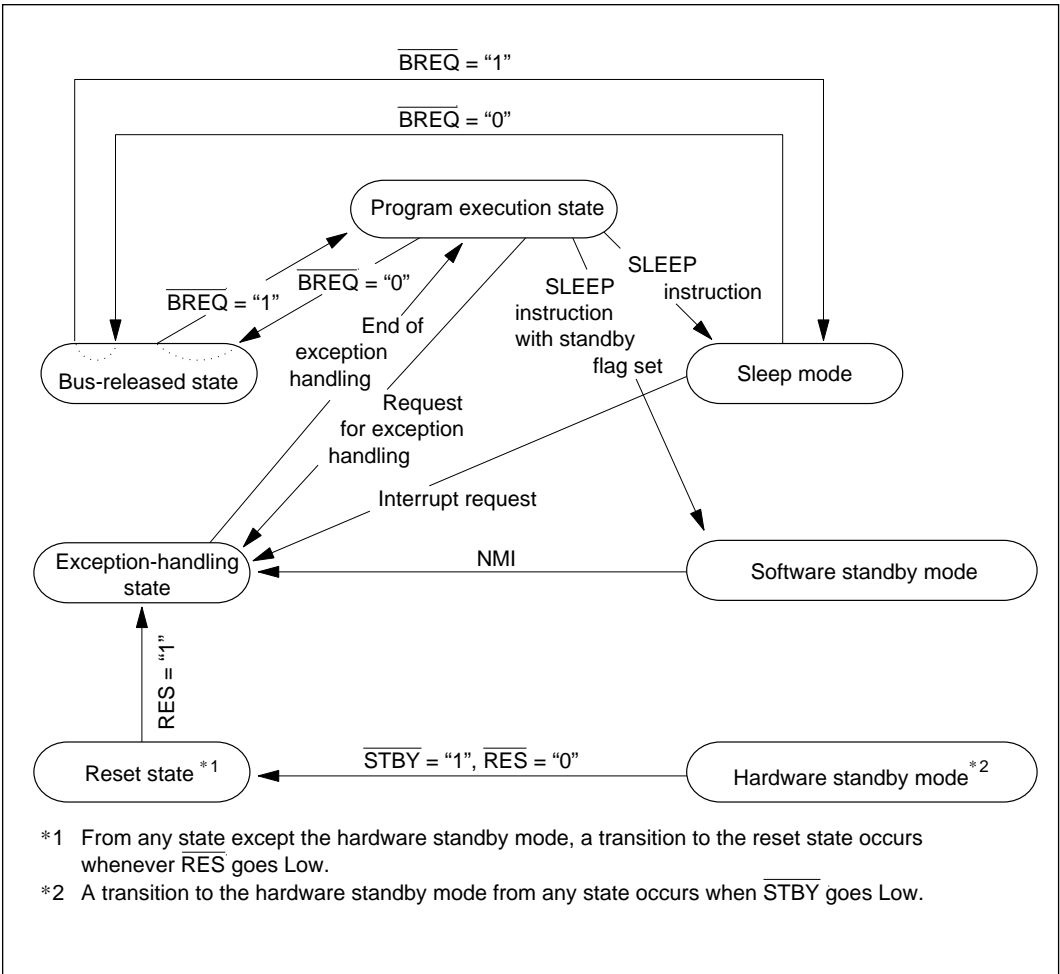 BREQ = “1”
BREQ = “0”
Program execution state
BREQ = “1”
BREQ = “0”
SLEEP
instruction
SLEEP
instruction
with standby
flag set
Bus-released state
End of
exception
handling
Sleep mode
Request
for exception
handling
Interrupt request
Exception-handling
state
NMI
Software standby mode
RES = “1”
Reset state *1
STBY = “1”, RES = “0”
Hardware standby mode*2
*1 From any state except the hardware standby mode, a transition to the reset state occurs
whenever RES goes Low.
*2 A transition to the hardware standby mode from any state occurs when STBY goes Low.